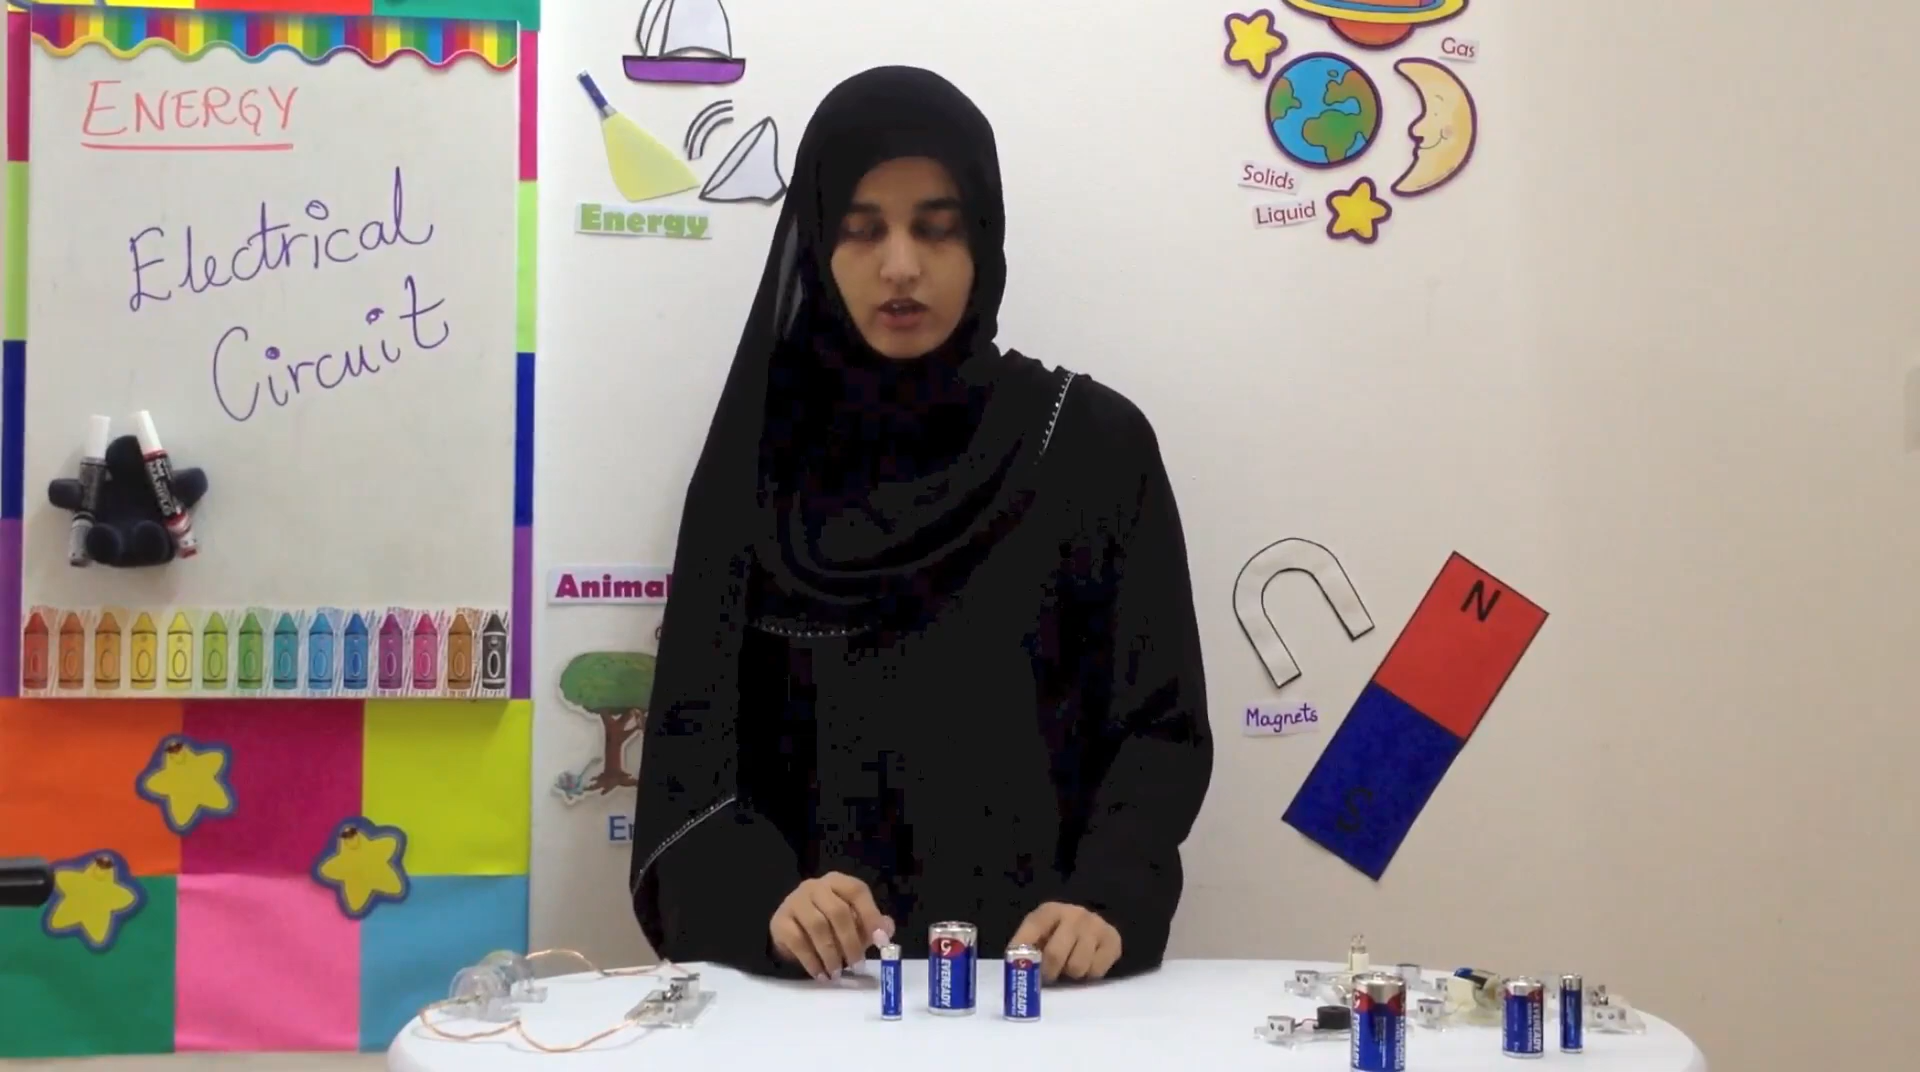 ENERGY
Electrical
Circuit
Energy
Gas
Solids
Liquid
Animal
N
S
Magnets
EVEREADY
EVEREADY
EVEREADY